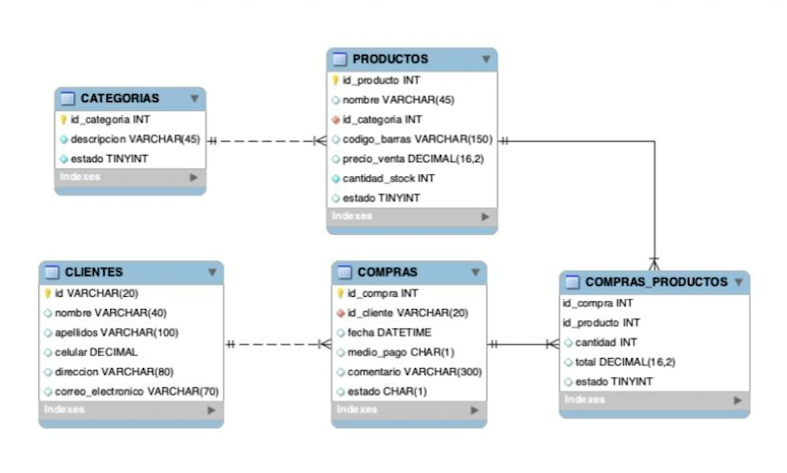 PRODUCTOS
id_producto INT
nombre VARCHAR(45)
id_categoria INT
codigo_barras VARCHAR(150)
precio_venta DECIMAL(16,2)
cantidad_stock INT
estado TINYINT
Indexes
CATEGORIAS
id_categoria INT
descripcion VARCHAR(45)
estado TINYINT
Indexes
CLIENTES
id VARCHAR(20)
nombre VARCHAR(40)
apellidos VARCHAR(100)
celular DECIMAL
direccion VARCHAR(80)
correo_electronico VARCHAR(70)
Indexes
COMPRAS
id_compra INT
id_cliente VARCHAR(20)
fecha DATETIME
medio_pago CHAR(1)
comentario VARCHAR(300)
estado CHAR(1)
Indexes
COMPRAS_PRODUCTOS
id_compra INT
id_producto INT
cantidad INT
total DECIMAL(16,2)
estado TINYINT
Indexes